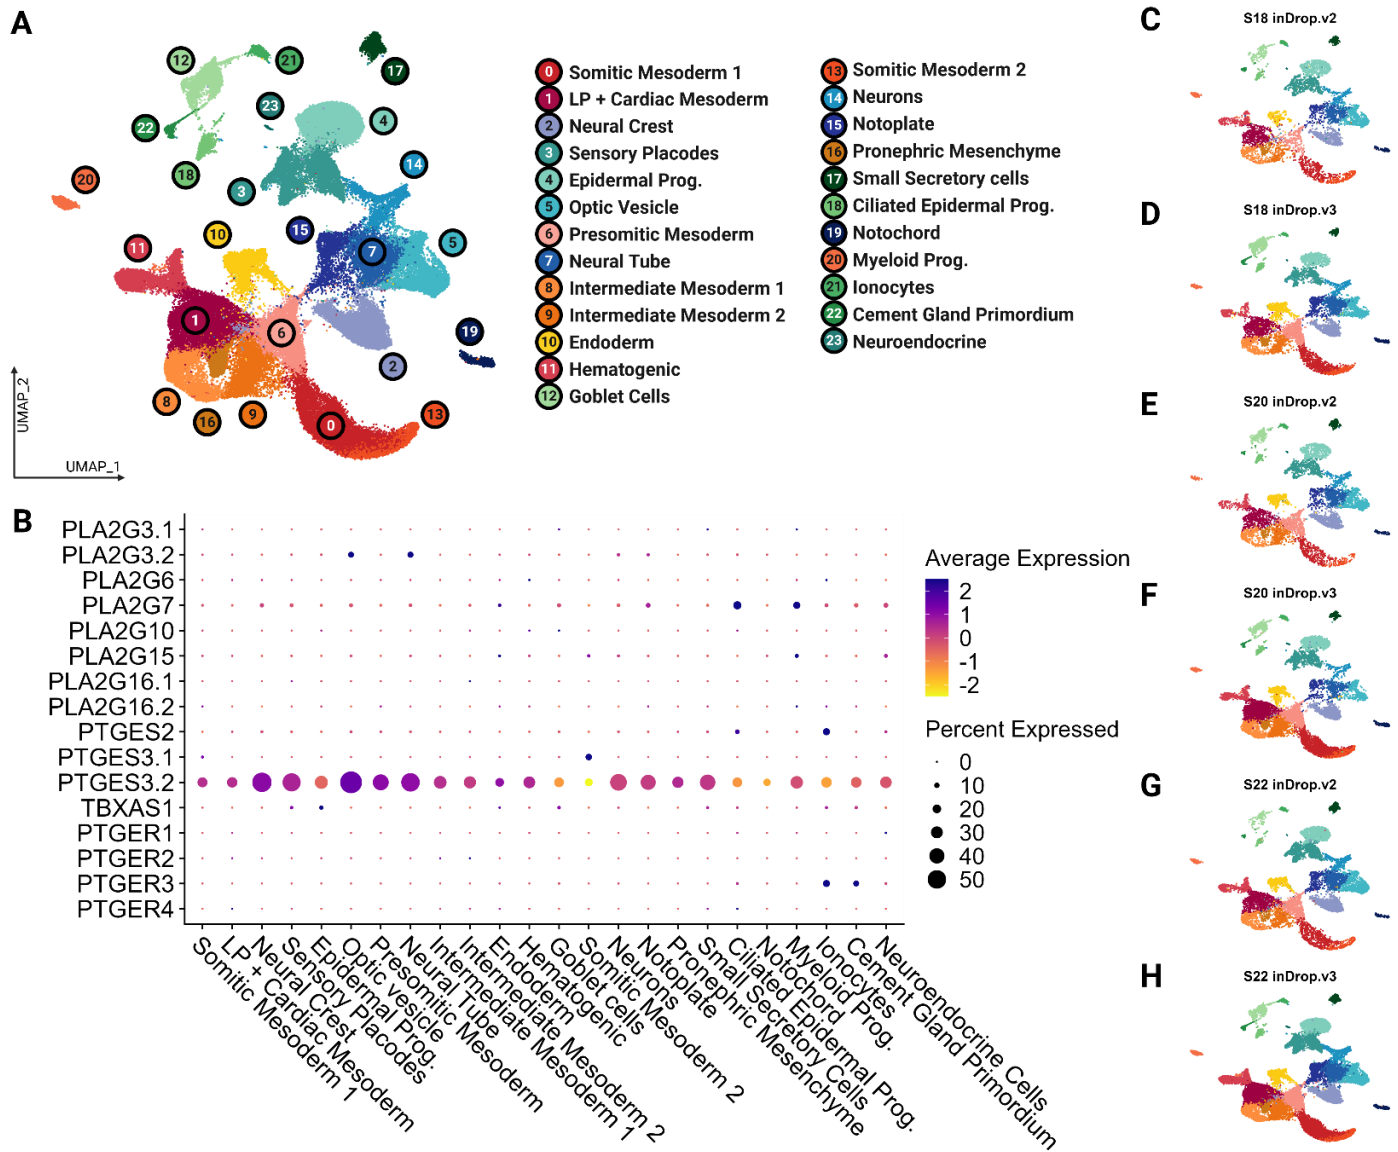 A
12
21
17
23
4
22
14
18
3
20
15
10
7
5
11
1
6
19
2
8
16
9
0
13
UMAP_2
UMAP_1
0 Somitic Mesoderm 1
1 LP + Cardiac Mesoderm
2 Neural Crest
3 Sensory Placodes
4 Epidermal Prog.
5 Optic Vesicle
6 Presomitic Mesoderm
7 Neural Tube
8 Intermediate Mesoderm 1
9 Intermediate Mesoderm 2
10 Endoderm
11 Hematogenic
12 Goblet Cells
13 Somitic Mesoderm 2
14 Neurons
15 Notoplate
16 Pronephric Mesenchyme
17 Small Secretory cells
18 Ciliated Epidermal Prog.
19 Notochord
20 Myeloid Prog.
21 Ionocytes
22 Cement Gland Primordium
23 Neuroendocrine
B
PLA2G3.1
PLA2G3.2
PLA2G6
PLA2G7
PLA2G10
PLA2G15
PLA2G16.1
PLA2G16.2
PTGES2
PTGES3.1
PTGES3.2
TBXAS1
PTGER1
PTGER2
PTGER3
PTGER4
Somitic Mesoderm 1
LP + Cardiac Mesoderm
Neural Crest
Sensory Placodes
Epidermal Prog.
Optic vesicle
Presomitic Mesoderm
Neural Tube
Intermediate Mesoderm 1
Intermediate Mesoderm 2
Endoderm
Hematogenic
Goblet cells
Somitic Mesoderm 2
Neurons
Notoplate
Pronephric Mesenchyme
Small Secretory Cells
Ciliated Epidermal Prog.
Notochord
Myeloid Prog.
Ionocytes
Cement Gland Primordium
Neuroendocrine Cells
Average Expression
2
1
0
-1
-2
Percent Expressed
0
10
20
30
40
50
C
S18 inDrop.v2
D
S18 inDrop.v3
E
S20 inDrop.v2
F
S20 inDrop.v3
G
S22 inDrop.v2
H
S22 inDrop.v3